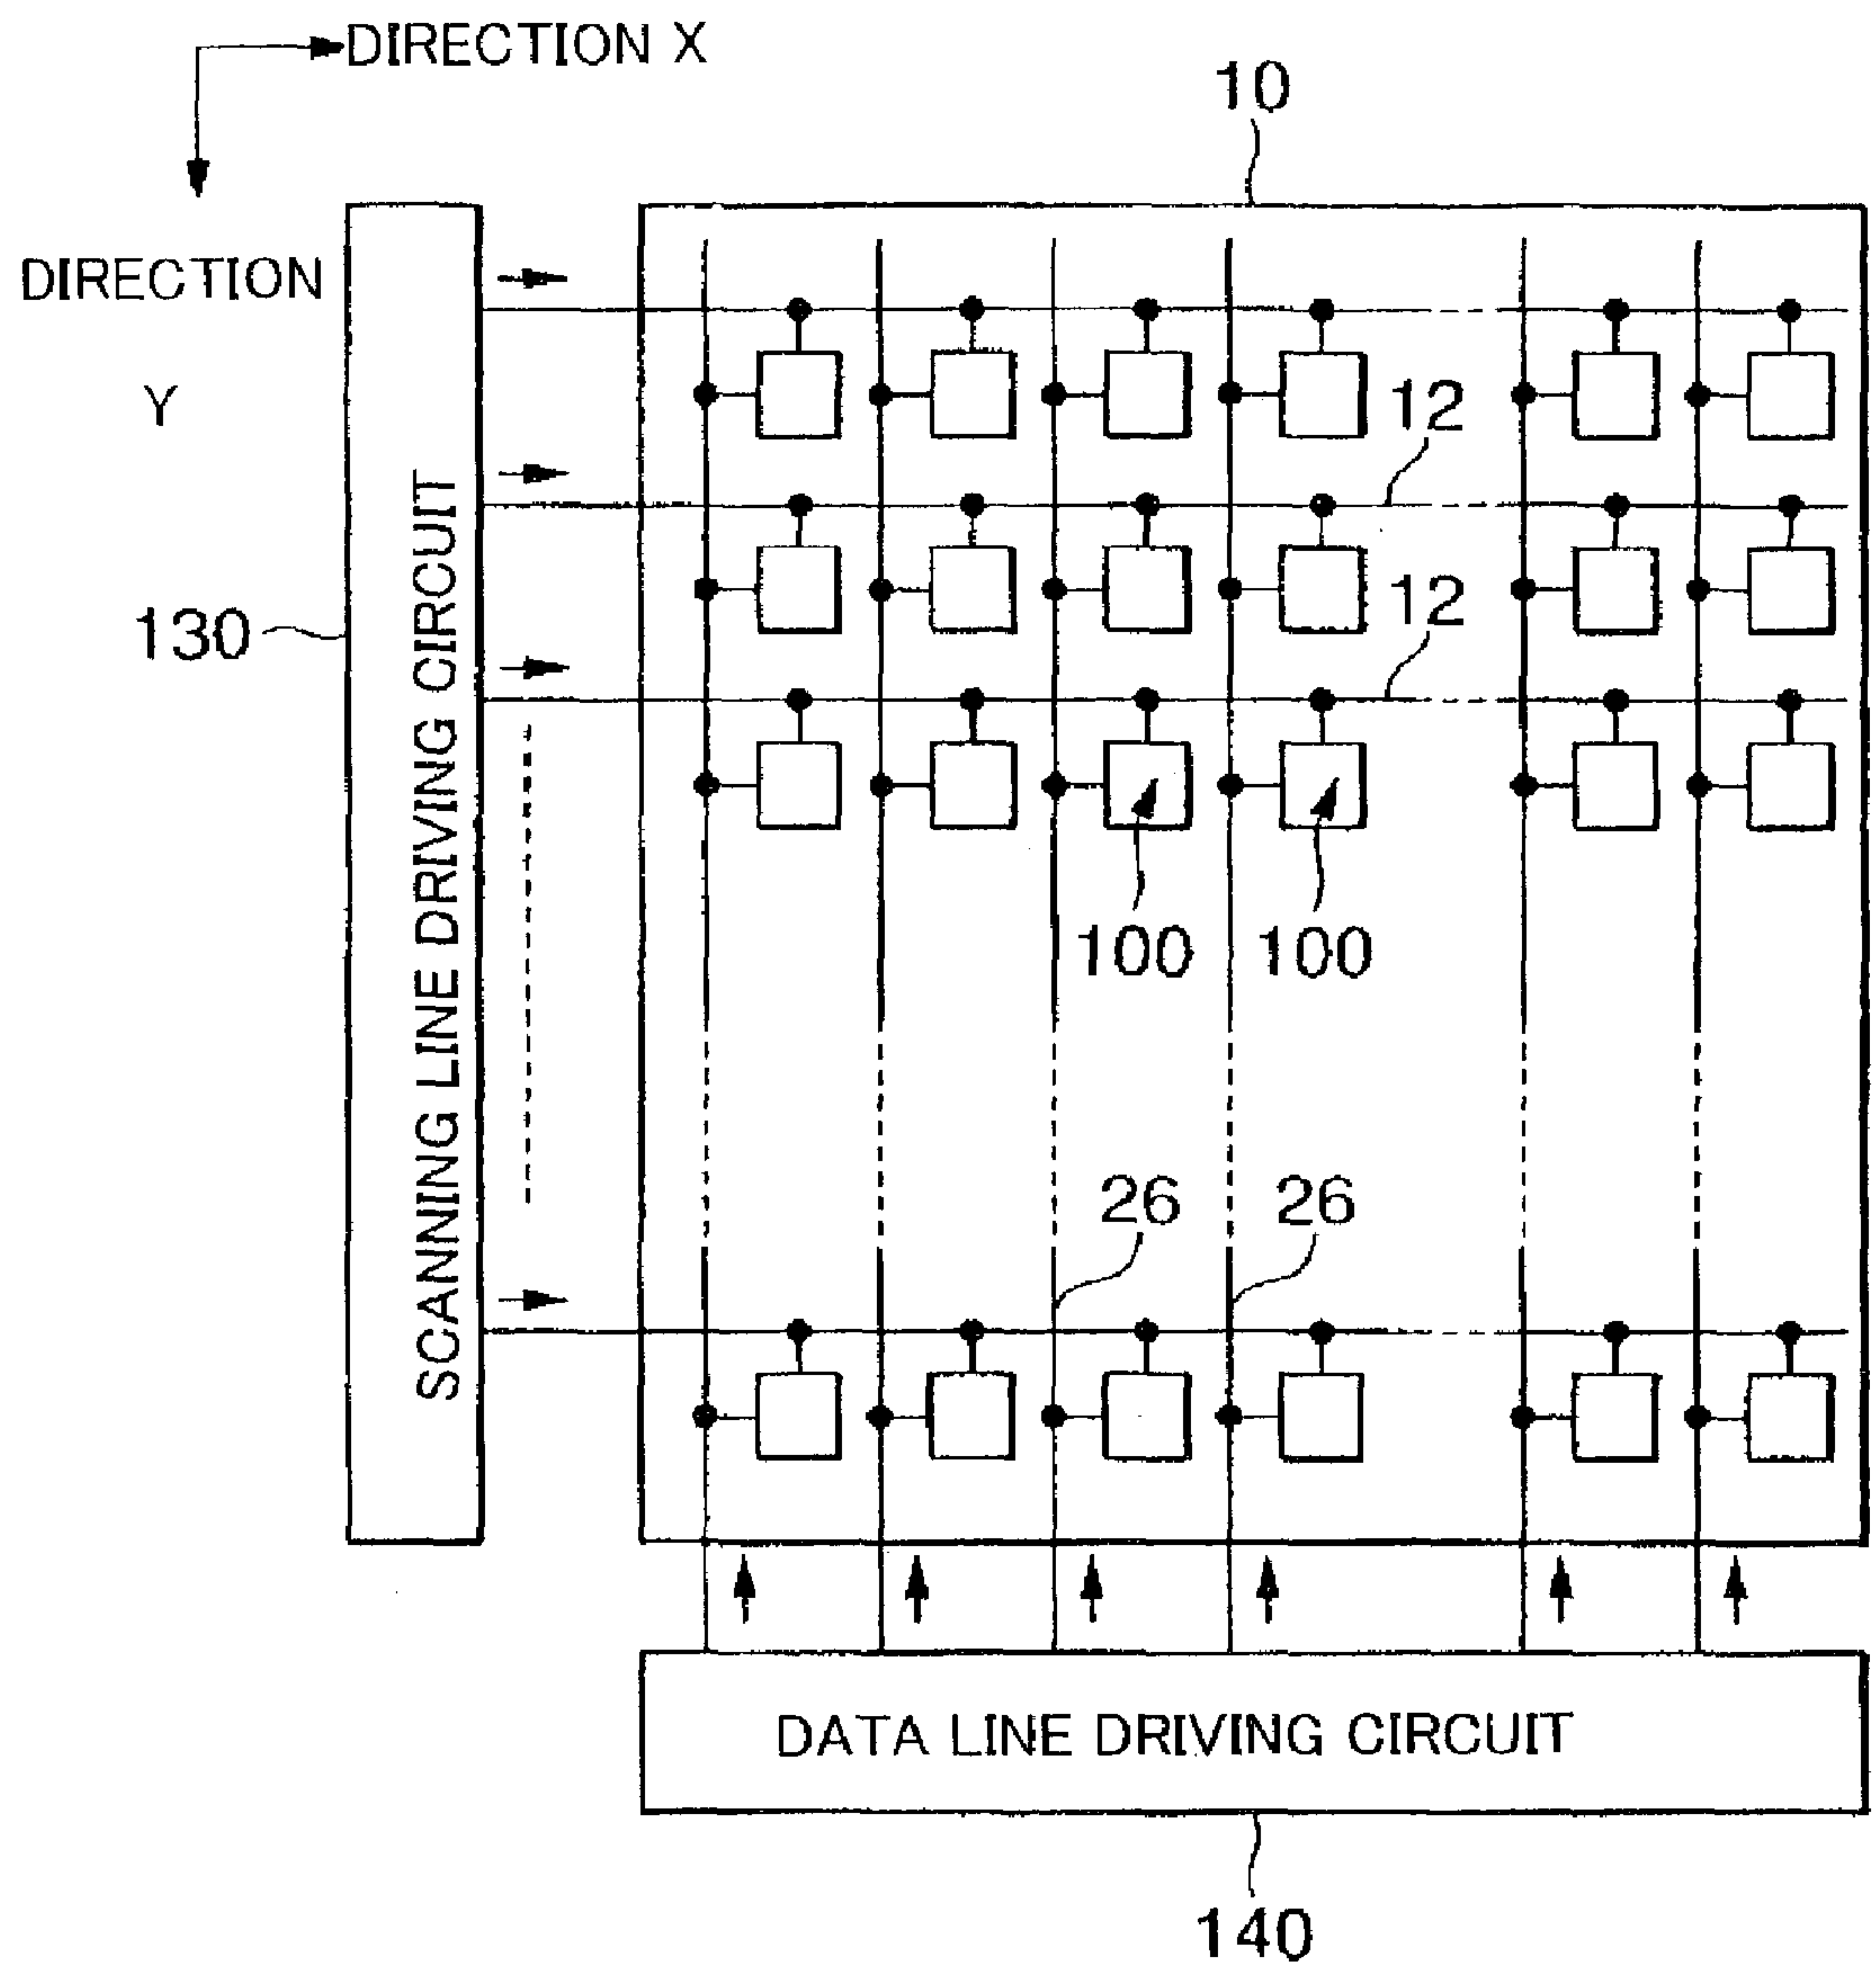 DIRECTION X
10
DIRECTION
Y
12
12
130
SCANNING LINE DRIVING CIRCUIT
100
100
26
26
DATA LINE DRIVING CIRCUIT
140